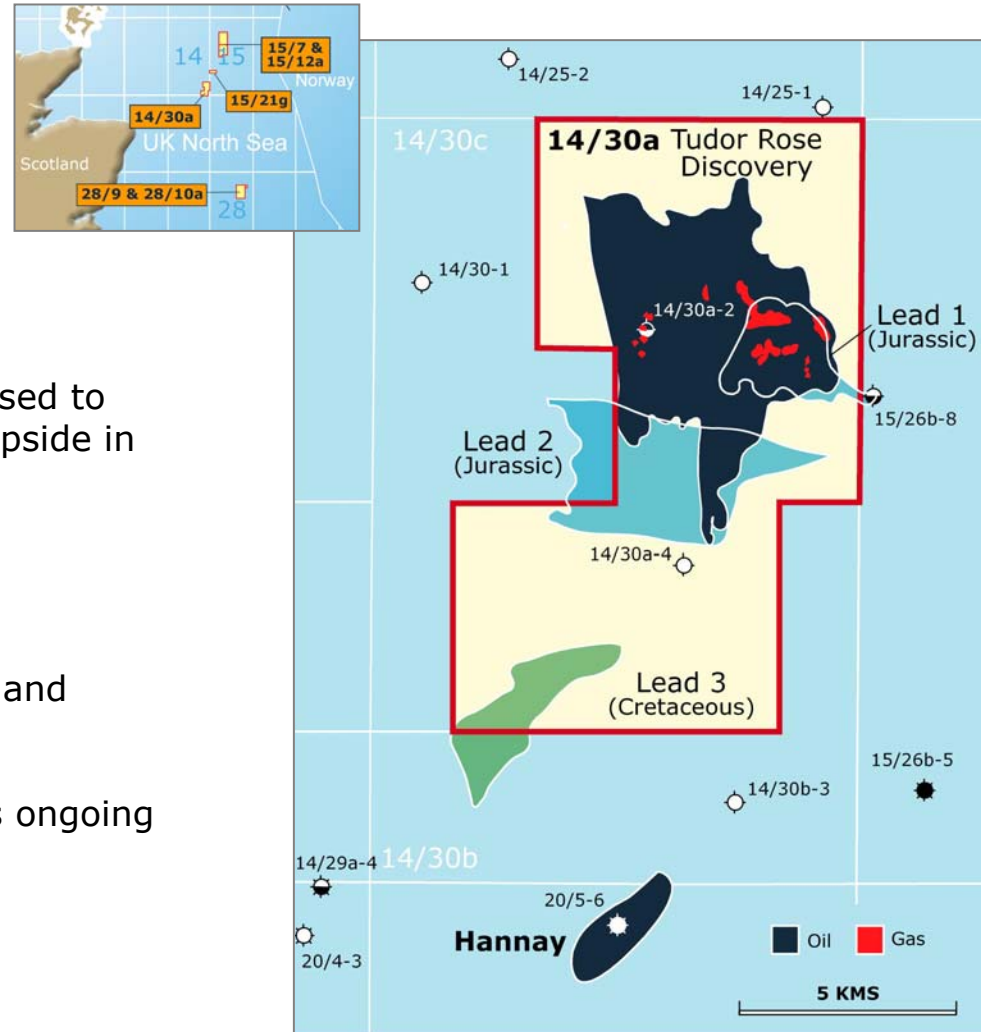 14 15
15/7 &
15/12a
Norway
15/21g
14/30a
UK North Sea
Scotland
28/9 & 28/10a
28
14/25-2
14/25-1
14/30c
14/30a Tudor Rose
Discovery
14/30-1
14/30a-2
Lead 1
(Jurassic)
sed to
pside in
15/26b-8
Lead 2
(Jurassic)
14/30a-4
and
Lead 3
(Cretaceous)
15/26b-5
14/30b-3
s ongoing
14/29a-4
14/30b
20/5-6
Hannay
20/4-3
Oil
Gas
5 KMS